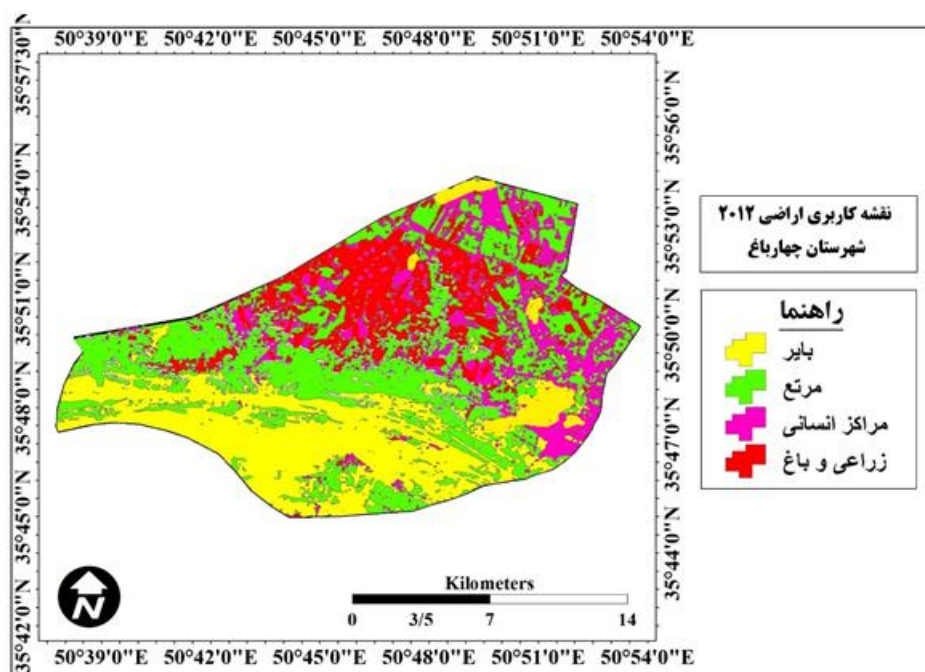 50°39'0"E 50°42'0"E 50°45'0"E 50°48'0"E 50°51'0"E 50°54'0"E
35°57'30"N
35°54'0"N
35°51'0"N
35°48'0"N
35°45'0"N
35°42'0"N
35°56'0"N
35°53'0"N
35°50'0"N
35°47'0"N
35°44'0"N
نقشه کاربری اراضی ۲۰۱۲
شهرستان چهارباغ
راهنما
بایر
مرتع
مراکز انسانی
زراعی و باغ
N
Kilometers
0 3/5 7 14
50°39'0"E 50°42'0"E 50°45'0"E 50°48'0"E 50°51'0"E 50°54'0"E